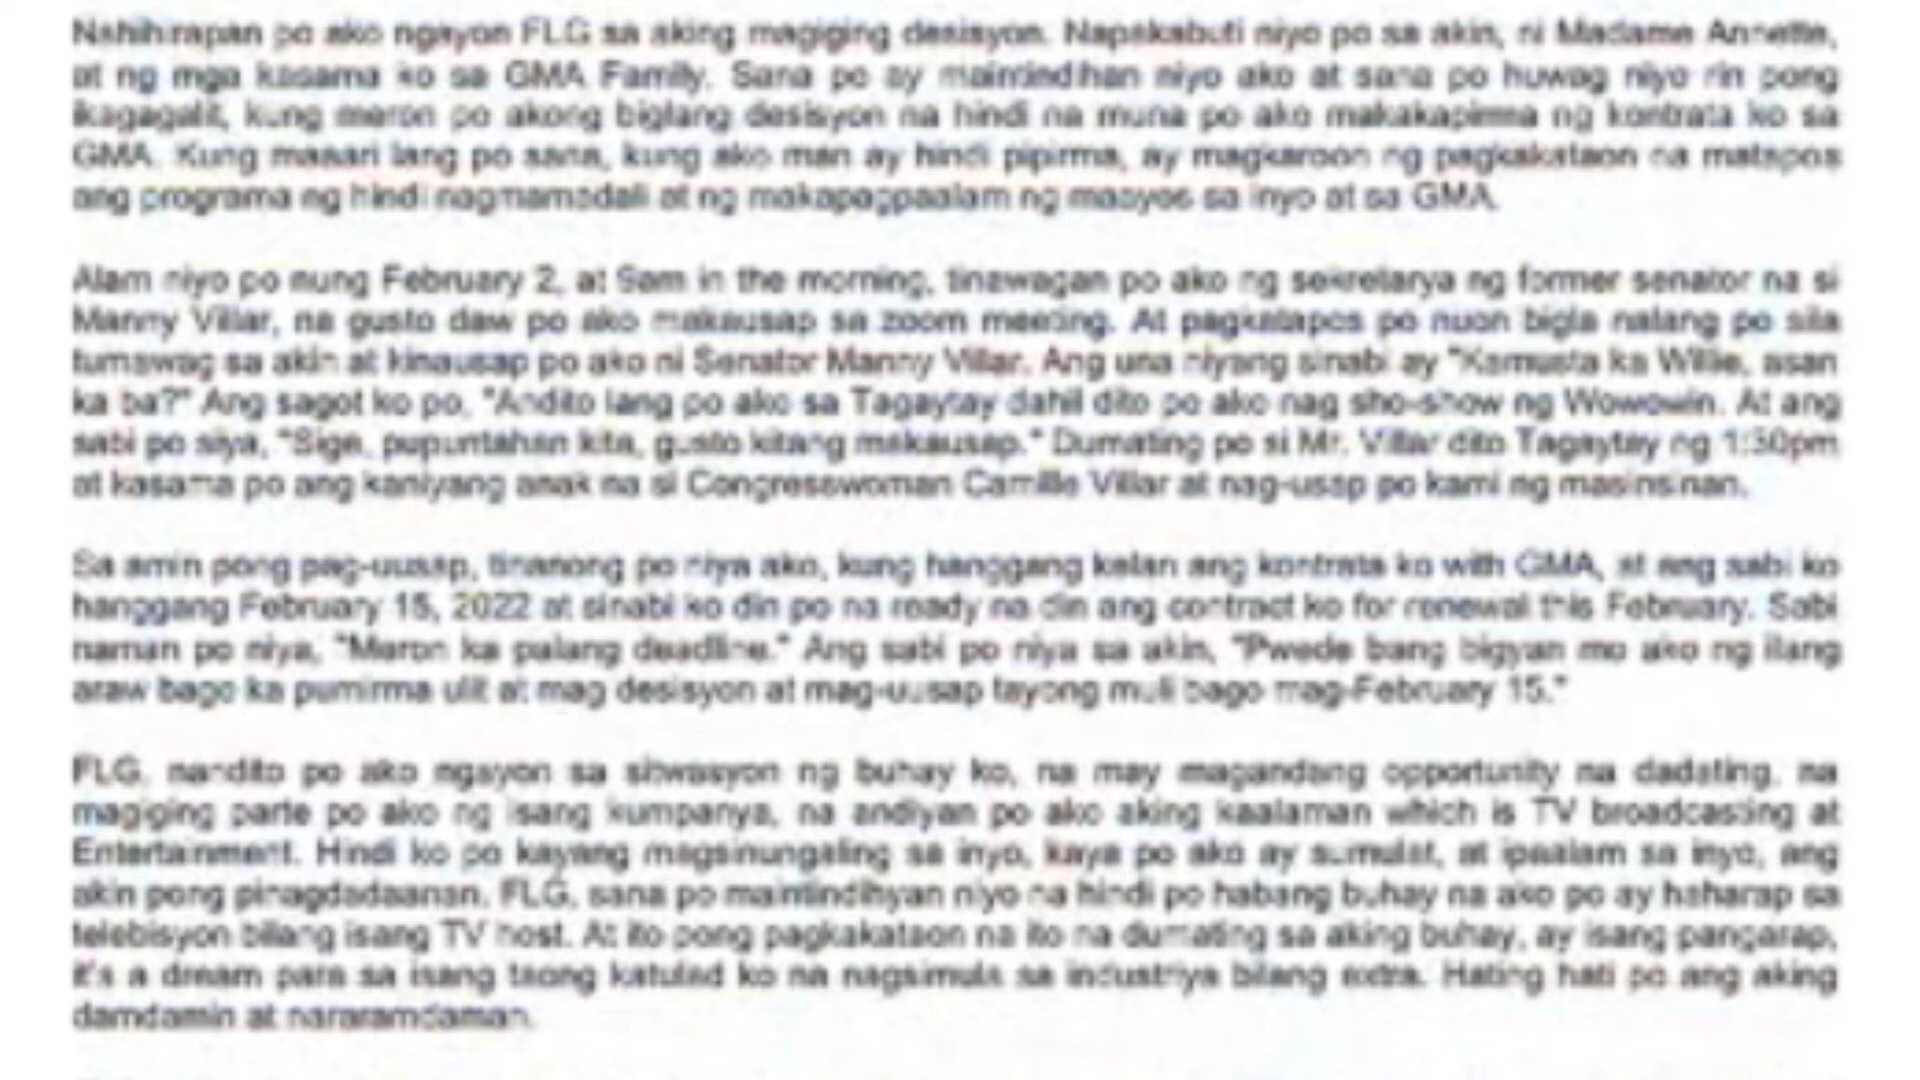 Nahihirapan po ako ngayon FLG sa aking magiging desisyon. Napakabuti niyo po sa akin, ni Madame Annette,
at ng mga kasama ko sa GMA Family. Sana po ay maintindihan niyo ako at sana po huwag niyo rin pong
ikagagalit, kung meron po akong biglang desisyon na hindi na muna po ako makakapirma ng kontrata ko sa
GMA. Kung maaari lang po sana, kung ako man ay hindi pipirma, ay magkaroon ng pagkakataon na matapos
ang programa ng hindi nagmamadali at ng makapagpaalam ng maayos sa inyo at sa GMA.
Alam niyo po nung February 2, at 9am in the morning, tinawagan po ako ng sekretarya ng former senator na si
Manny Villar, na gusto daw po ako makausap sa zoom meeting. At pagkatapos po nuon bigla nalang po sila
tumawag sa akin at kinausap po ako ni Senator Manny Villar. Ang una niyang sinabi ay "Kamusta ka Willie, asan
ka ba?" Ang sagot ko po, "Andito lang po ako sa Tagaytay dahil dito po ako nag sho-show ng Wowowin. At ang
sabi po siya, "Sige, pupuntahan kita, gusto kitang makausap." Dumating po si Mr. Villar dito Tagaytay ng 1:30pm
at kasama po ang kaniyang anak na si Congresswoman Camille Villar at nag-usap po kami ng masinsinan.
Sa amin pong pag-uusap, tinanong po niya ako, kung hanggang kelan ang kontrata ko with GMA, at ang sabi ko
hanggang February 15, 2022 at sinabi ko din po na ready na din ang contract ko for renewal this February. Sabi
naman po niya, "Meron ka palang deadline." Ang sabi po niya sa akin, "Pwede bang bigyan mo ako ng ilang
araw bago ka pumirma ulit at mag desisyon at mag-uusap tayong muli bago mag-February 15."
FLG, nandito po ako ngayon sa sitwasyon ng buhay ko, na may magandang opportunity na dadating, na
magiging parte po ako ng isang kumpanya, na andiyan po ako aking kaalaman which is TV broadcasting at
Entertainment. Hindi ko po kayang magsinungaling sa inyo, kaya po ako ay sumulat, at ipaalam sa inyo, ang
akin pong pinagdadaanan. FLG, sana po maintindihyan niyo na hindi po habang buhay na ako po ay haharap sa
telebisyon bilang isang TV host. At ito pong pagkakataon na ito na dumating sa aking buhay, ay isang pangarap,
it's a dream para sa isang taong katulad ko na nagsimula sa industriya bilang extra. Hating hati po ang aking
damdamin at nararamdaman.